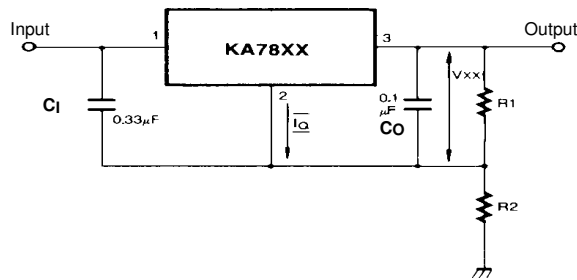 Input
Output
1
KA78XX
3
2
CI
0.33μF
IQ
0.1
μF
CO
Vxx
R1
R2